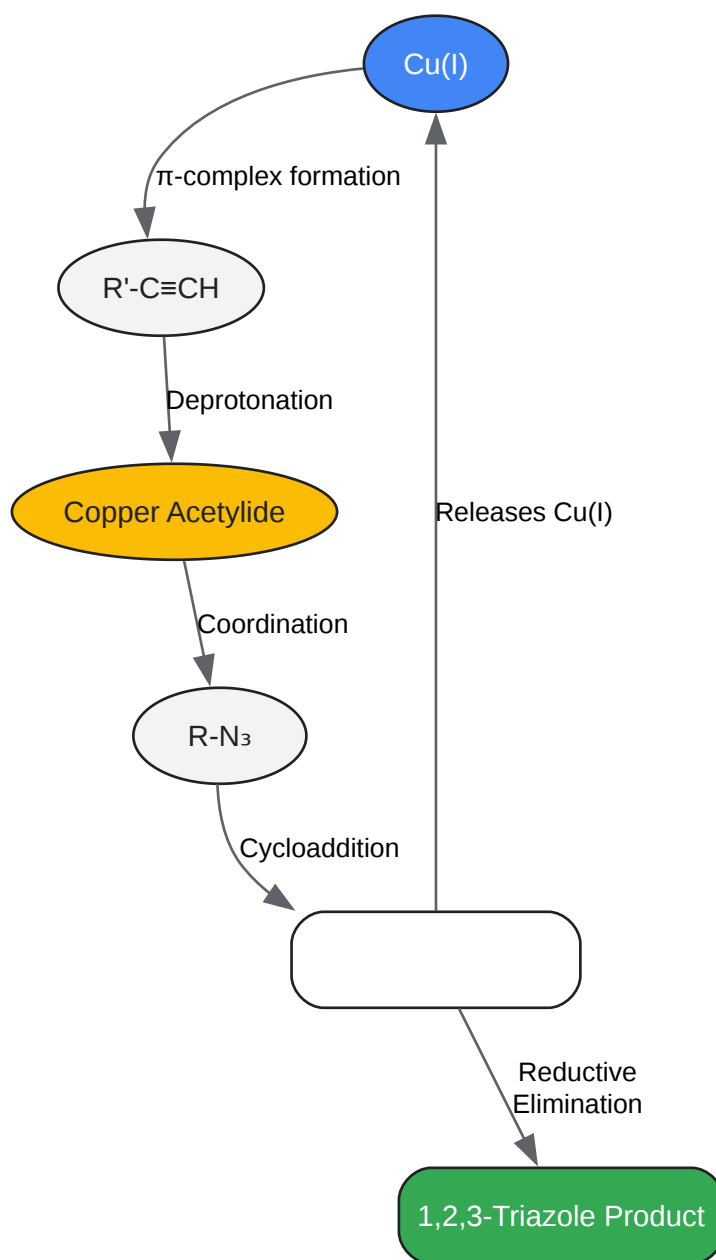 Cu(I)
π-complex formation
R'-C≡CH
Deprotonation
Copper Acetylide
Releases Cu(I)
Coordination
R-N₃
Cycloaddition
Reductive
Elimination
1,2,3-Triazole Product